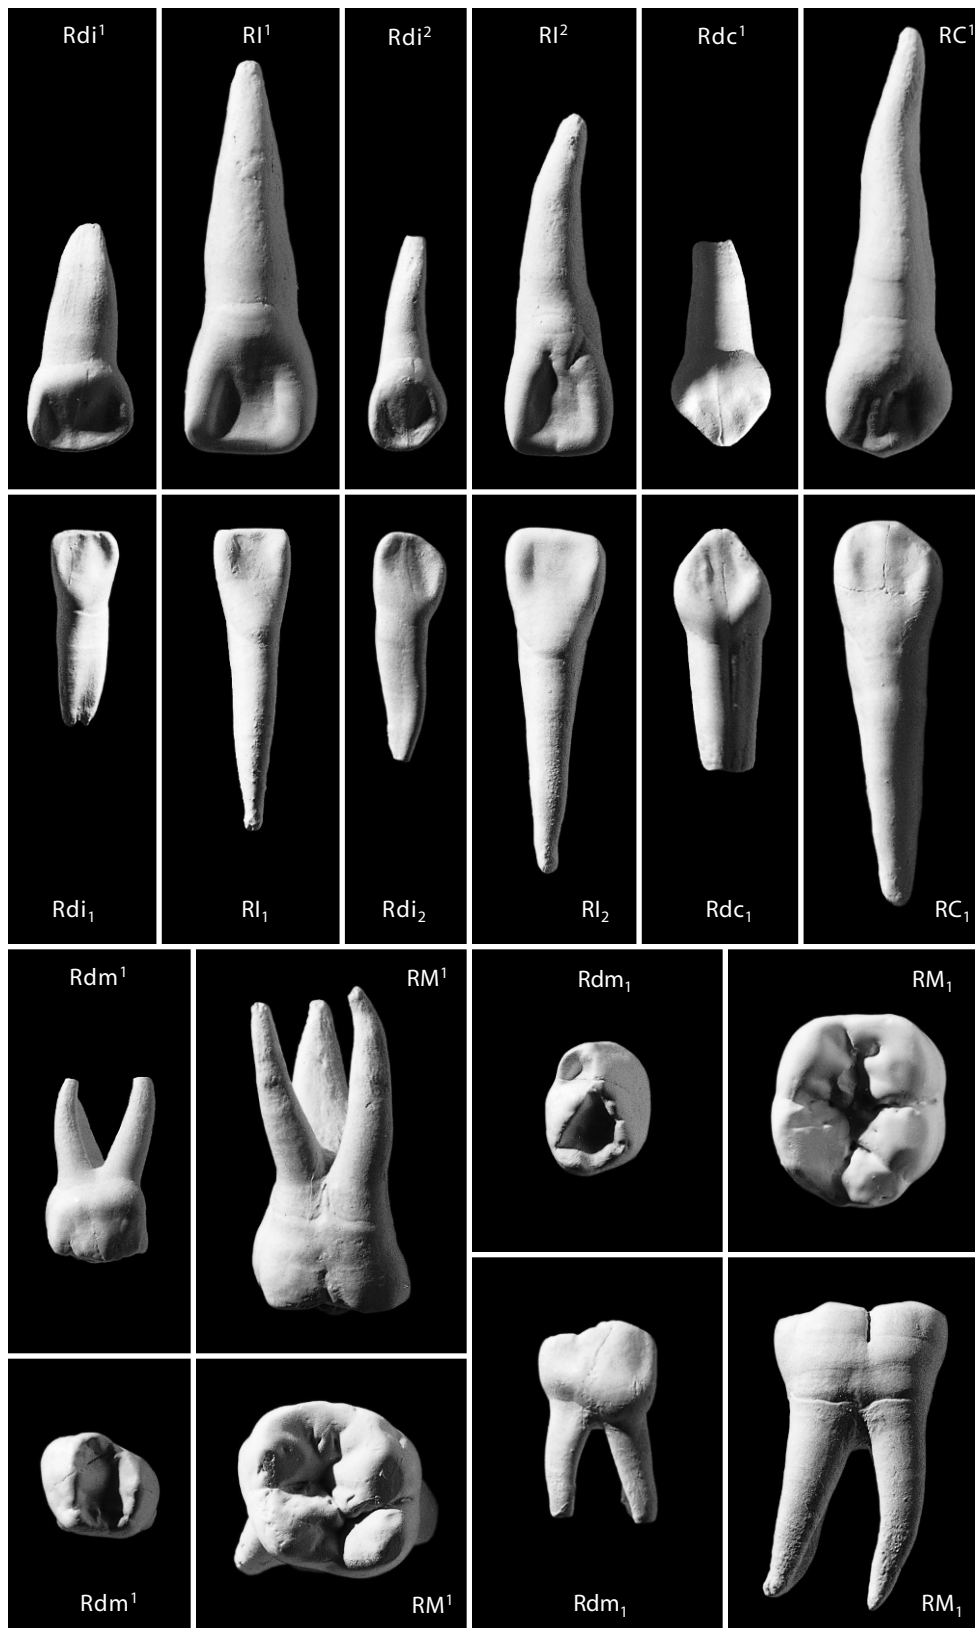 Rdi¹
RI¹
Rdi²
RI²
Rdc¹
RC¹
Rdi₁
RI₁
Rdi₂
RI₂
Rdc₁
RC₁
Rdm¹
RM¹
Rdm₁
RM₁
Rdm¹
RM¹
Rdm₁
RM₁